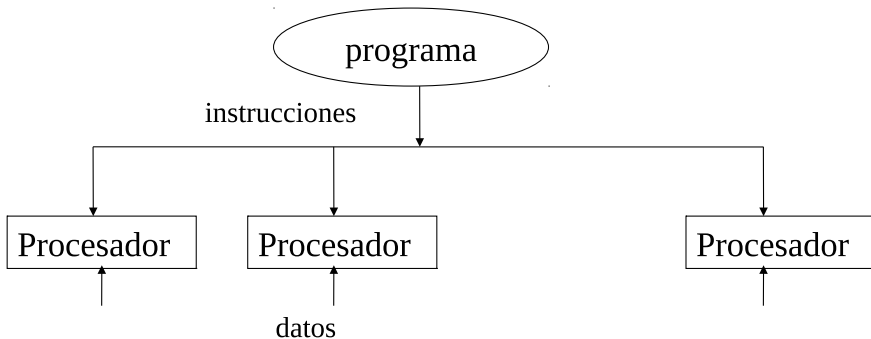 programa
instrucciones
Procesador
Procesador
Procesador
datos